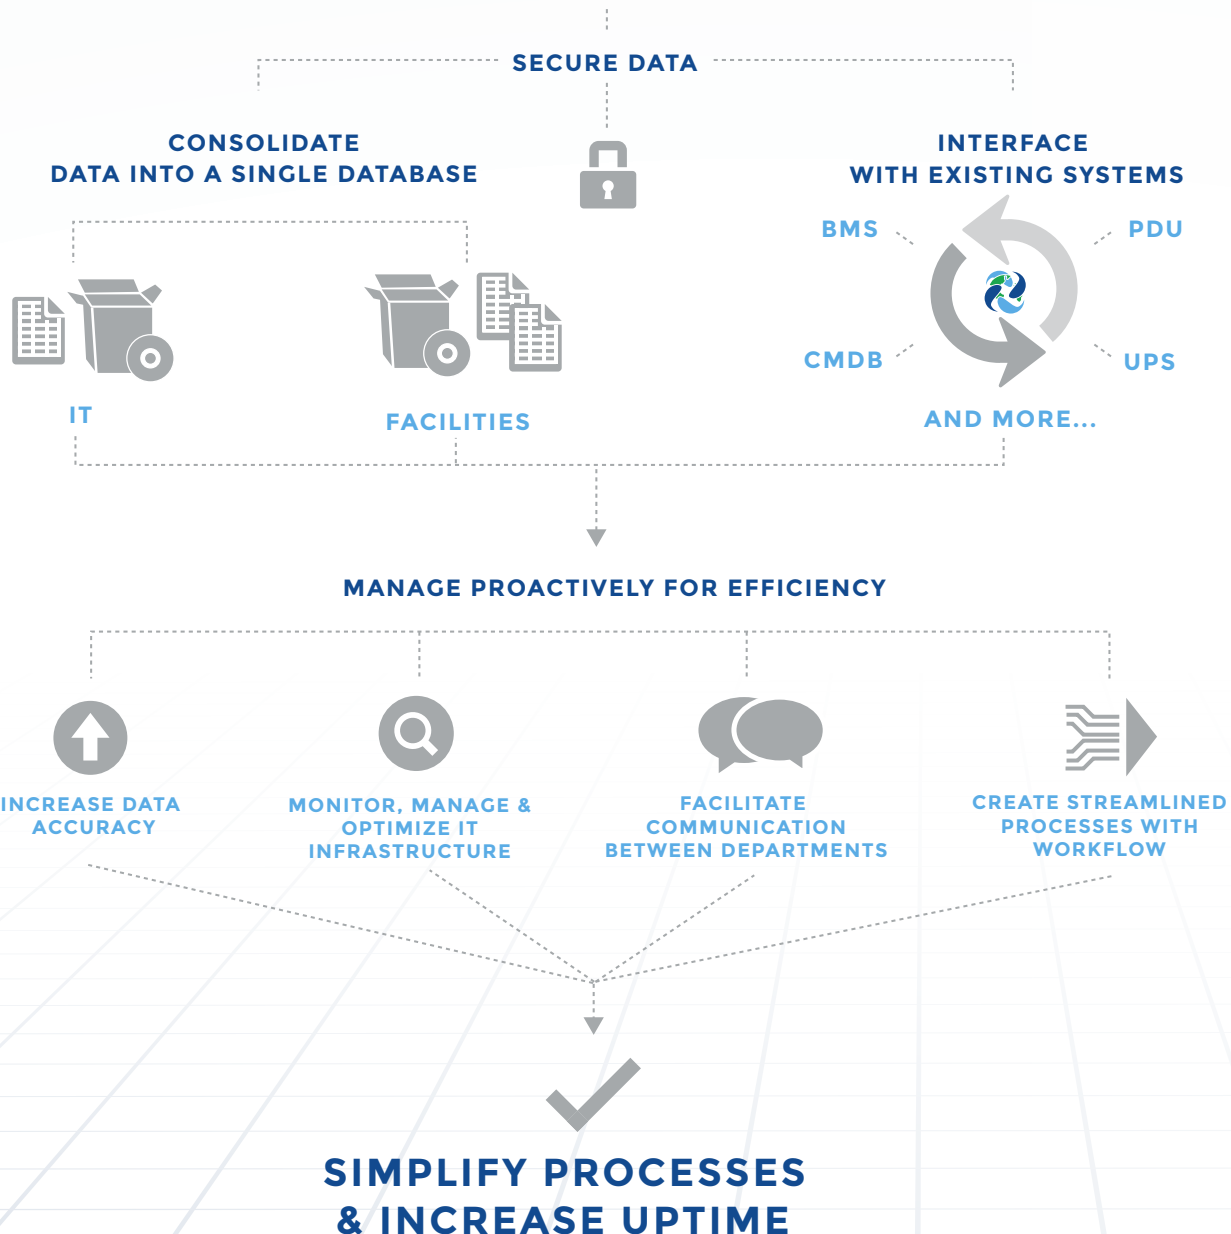 SECURE DATA
CONSOLIDATE
DATA INTO A SINGLE DATABASE
INTERFACE
WITH EXISTING SYSTEMS
BMS
PDU
CMDB
UPS
IT
FACILITIES
AND MORE...
MANAGE PROACTIVELY FOR EFFICIENCY
INCREASE DATA
ACCURACY
MONITOR, MANAGE &
OPTIMIZE IT
INFRASTRUCTURE
FACILITATE
COMMUNICATION
BETWEEN DEPARTMENTS
CREATE STREAMLINED
PROCESSES WITH
WORKFLOW
SIMPLIFY PROCESSES
& INCREASE UPTIME